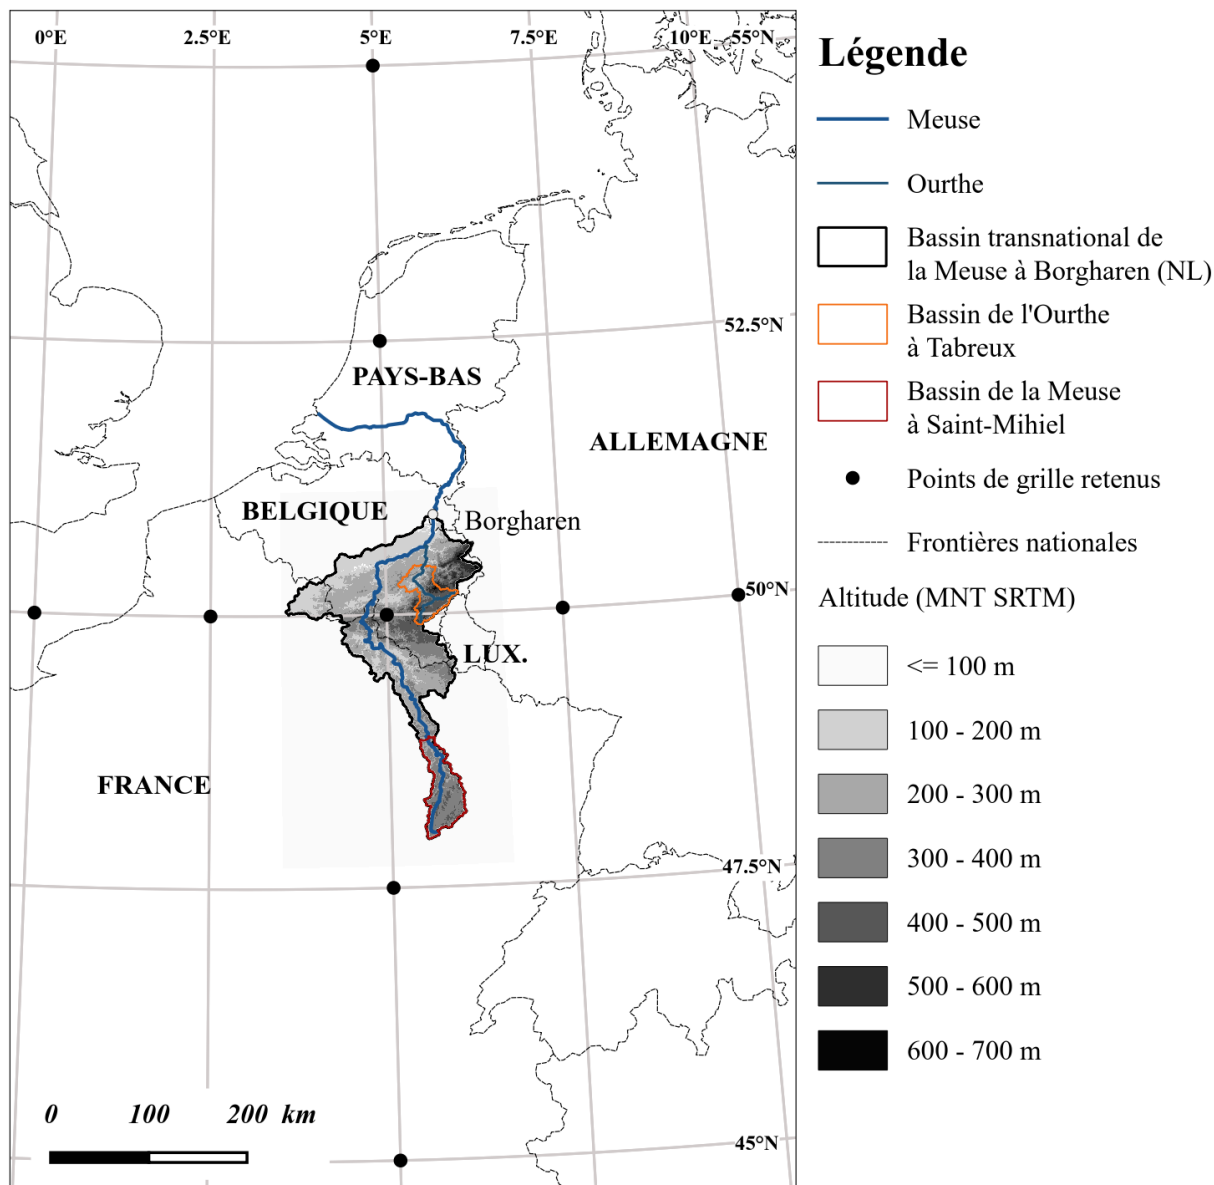 0°E 2.5°E 5°E 7.5°E 10°E 55°N
52.5°N
PAYS-BAS
ALLEMAGNE
BELGIQUE
Borgharen
50°N
LUX.
FRANCE
47.5°N
45°N
0 100 200 km
Légende
Meuse
Ourthe
Bassin transnational de
la Meuse à Borgharen (NL)
Bassin de l'Ourthe
à Tabreux
Bassin de la Meuse
à Saint-Mihiel
Points de grille retenus
Frontières nationales
Altitude (MNT SRTM)
<= 100 m
100 - 200 m
200 - 300 m
300 - 400 m
400 - 500 m
500 - 600 m
600 - 700 m